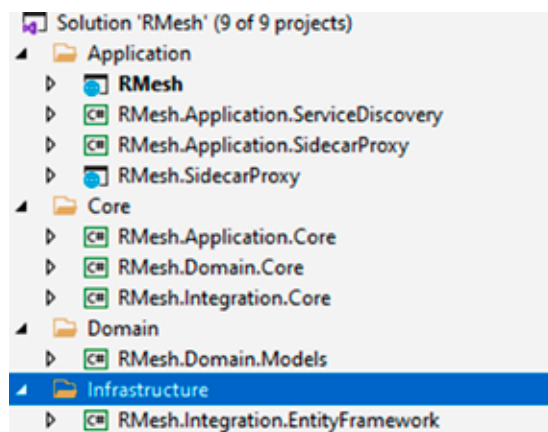 Solution 'RMesh' (9 of 9 projects)
Application
RMesh
C# RMesh.Application.ServiceDiscovery
C# RMesh.Application.SidecarProxy
RMesh.SidecarProxy
Core
C# RMesh.Application.Core
C# RMesh.Domain.Core
C# RMesh.Integration.Core
Domain
C# RMesh.Domain.Models
Infrastructure
C# RMesh.Integration.EntityFramework